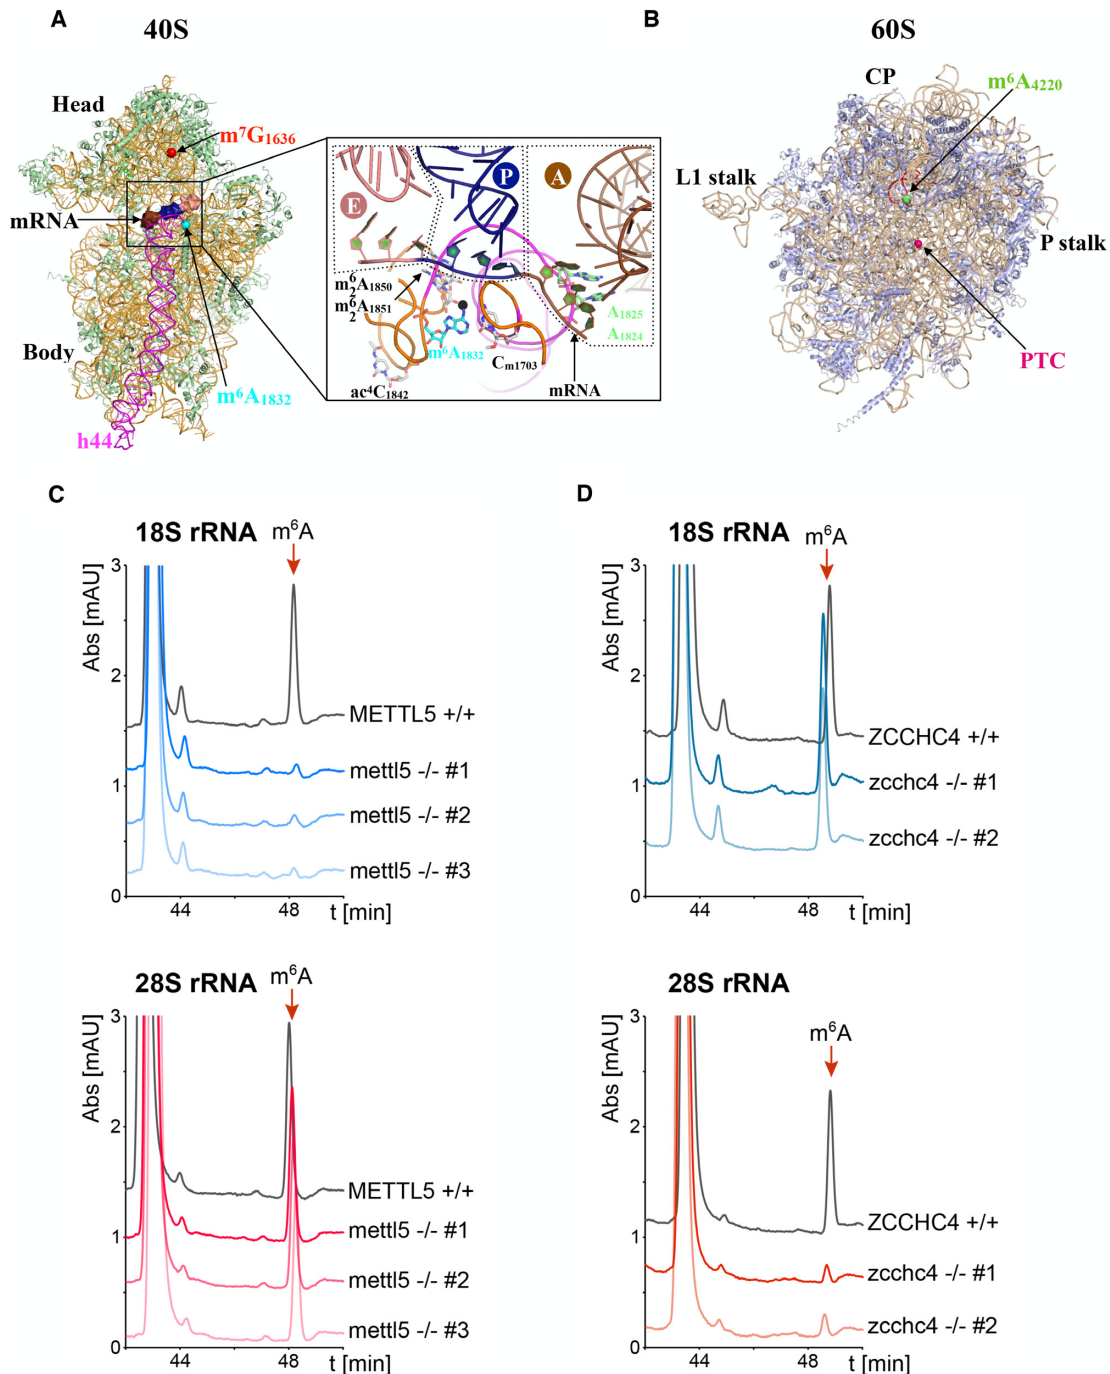 A
40S
Head
m⁷G₁₆₃₆
mRNA
Body
m⁶A₁₈₃₂
h44
E
P
A
m⁶₂A₁₈₅₀
m⁶₂A₁₈₅₁
m⁶A₁₈₃₂
ac⁴C₁₈₄₂
Cₘ₁₇₀₃
A₁₈₂₅
A₁₈₂₄
mRNA
B
60S
CP
m⁶A₄₂₂₀
L1 stalk
P stalk
PTC
C
18S rRNA
m⁶A
Abs [mAU]
3
2
1
0
METTL5 +/+
mettl5 -/- #1
mettl5 -/- #2
mettl5 -/- #3
44
48
t [min]
28S rRNA
m⁶A
Abs [mAU]
3
2
1
0
METTL5 +/+
mettl5 -/- #1
mettl5 -/- #2
mettl5 -/- #3
44
48
t [min]
D
18S rRNA
m⁶A
Abs [mAU]
3
2
1
0
ZCCHC4 +/+
zcchc4 -/- #1
zcchc4 -/- #2
44
48
t [min]
28S rRNA
m⁶A
Abs [mAU]
3
2
1
0
ZCCHC4 +/+
zcchc4 -/- #1
zcchc4 -/- #2
44
48
t [min]